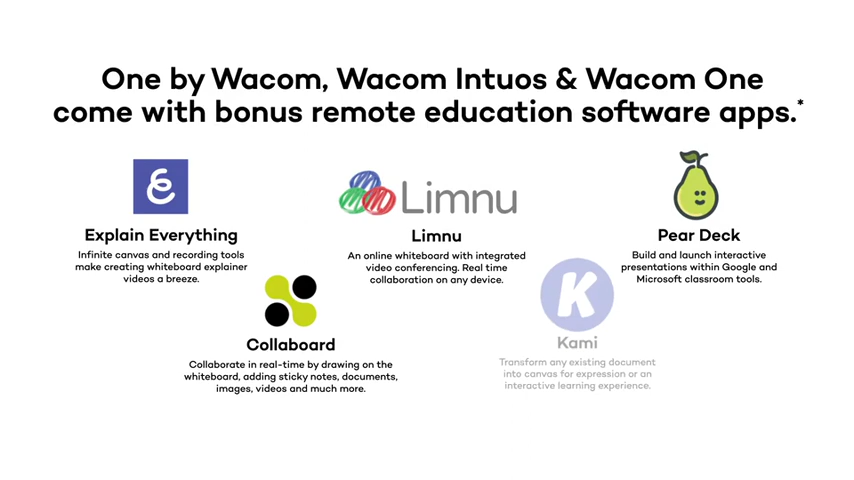 One by Wacom, Wacom Intuos & Wacom One
come with bonus remote education software apps.*
Limnu
Explain Everything
Infinite canvas and recording tools
make creating whiteboard explainer
videos a breeze.
Limnu
An online whiteboard with integrated
video conferencing. Real time
collaboration on any device.
Pear Deck
Build and launch interactive
presentations within Google and
Microsoft classroom tools.
Collaboard
Collaborate in real-time by drawing on the
whiteboard, adding sticky notes, documents,
images, videos and much more.
K
Kami
Transform any existing document
into canvas for expression or an
interactive learning experience.